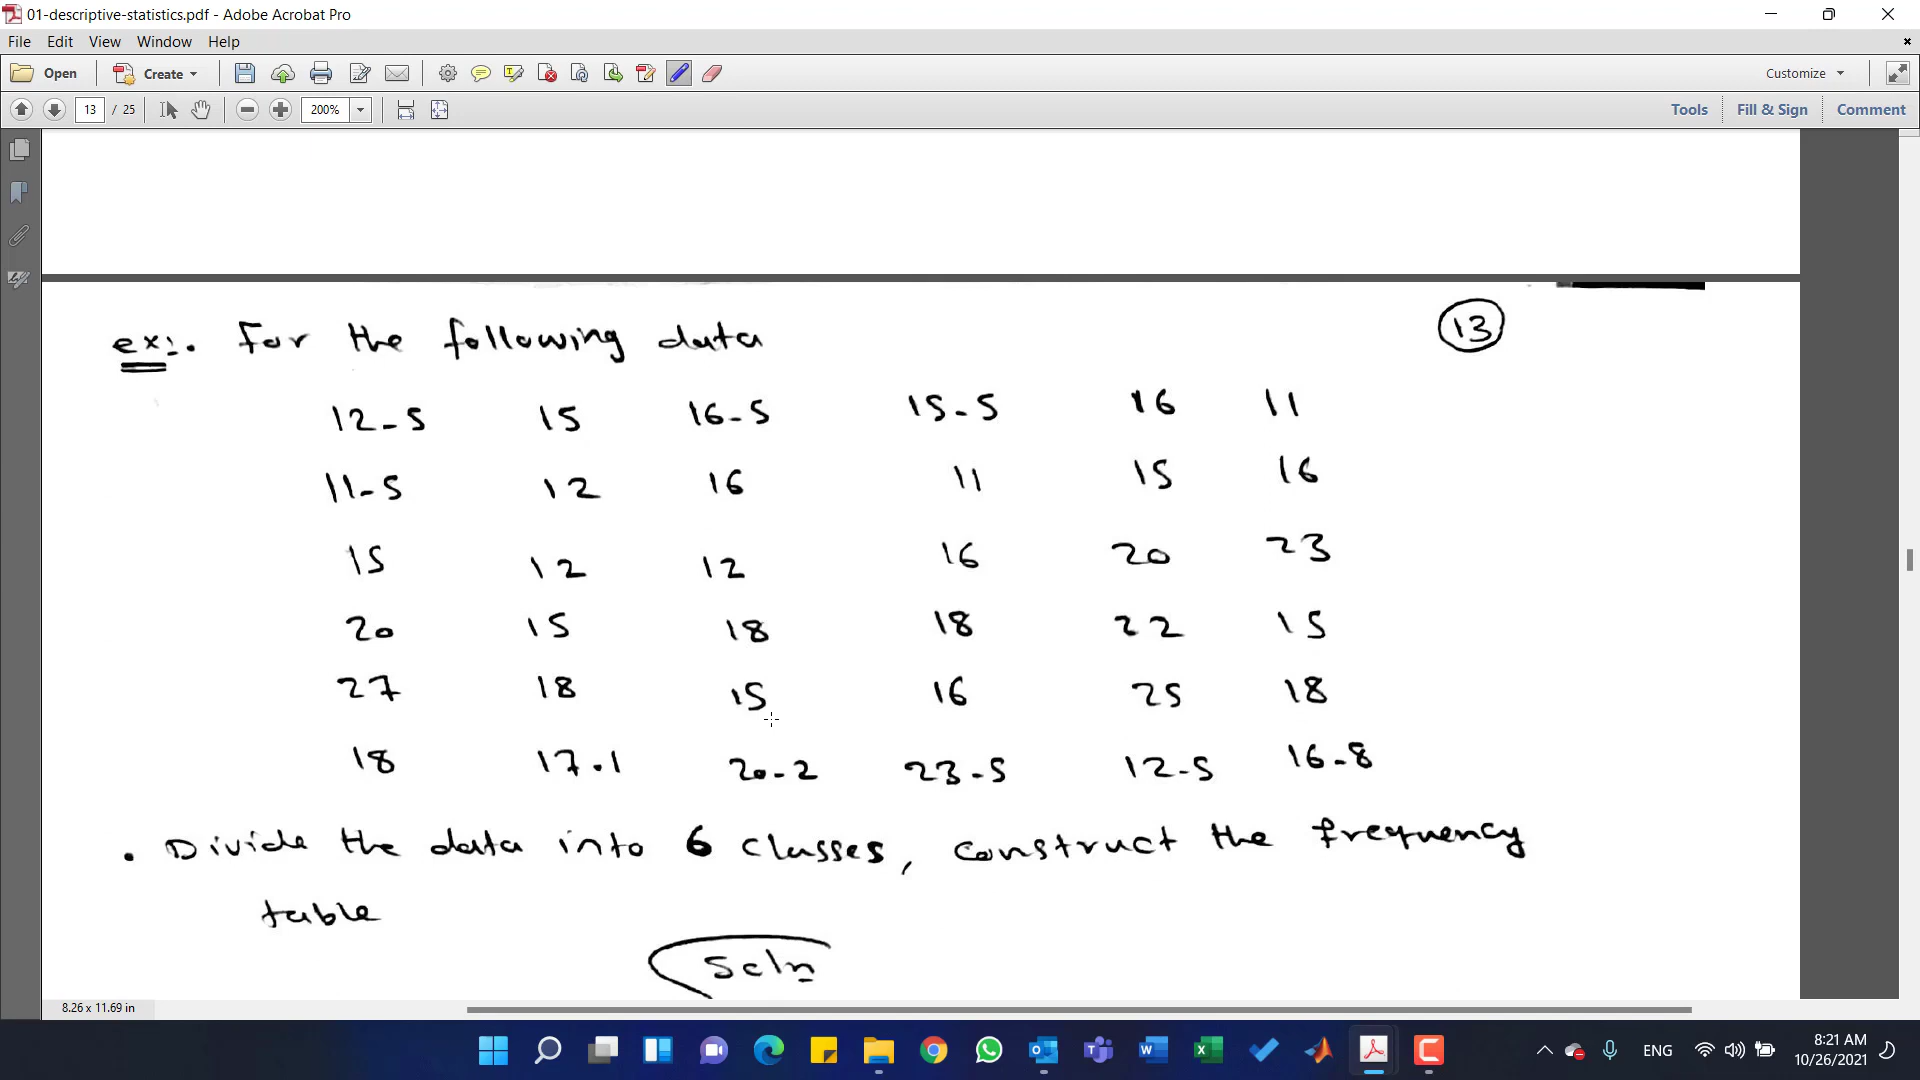 01-descriptive-statistics.pdf - Adobe Acrobat Pro
File Edit View Window Help
Open Create Customize
13 / 25 200% Tools Fill & Sign Comment
ex:. For the following data 13
12-5 15 16-5 15-5 16 11
11-5 12 16 11 15 16
15 12 12 16 20 23
20 15 18 18 22 15
27 18 15 16 25 18
18 17.1 20-2 23-5 12-5 16-8
. Divide the data into 6 classes, construct the frequency
table
Soln
8.26 x 11.69 in
ENG 8:21 AM
10/26/2021